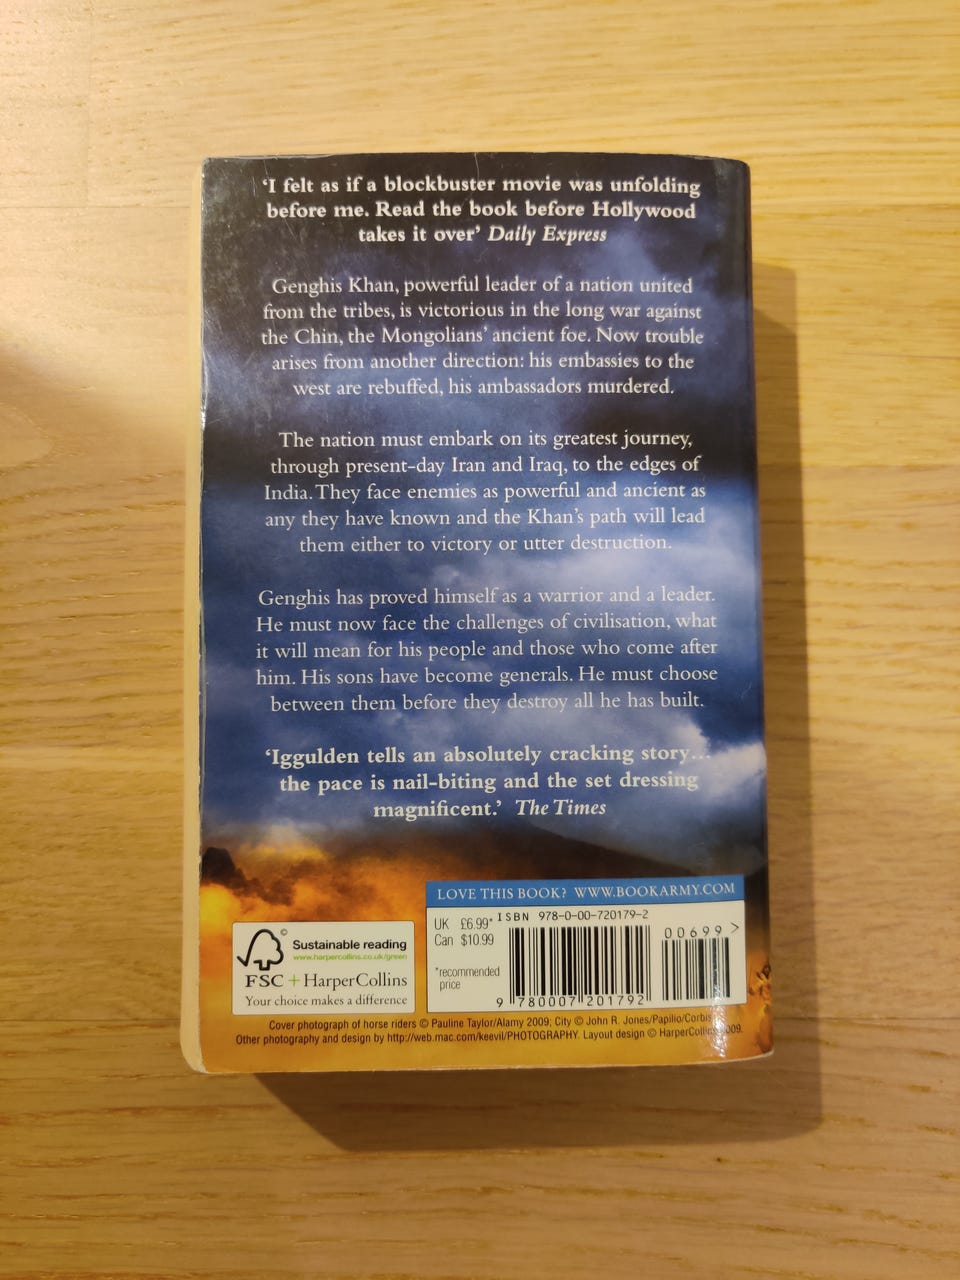 ‘I felt as if a blockbuster movie was unfolding
before me. Read the book before Hollywood
takes it over’ Daily Express
Genghis Khan, powerful leader of a nation united
from the tribes, is victorious in the long war against
the Chin, the Mongolians’ ancient foe. Now trouble
arises from another direction: his embassies to the
west are rebuffed, his ambassadors murdered.
The nation must embark on its greatest journey,
through present-day Iran and Iraq, to the edges of
India. They face enemies as powerful and ancient as
any they have known and the Khan’s path will lead
them either to victory or utter destruction.
Genghis has proved himself as a warrior and a leader.
He must now face the challenges of civilisation, what
it will mean for his people and those who come after
him. His sons have become generals. He must choose
between them before they destroy all he has built.
‘Iggulden tells an absolutely cracking story…
the pace is nail-biting and the set dressing
magnificent.’ The Times
LOVE THIS BOOK? WWW.BOOKARMY.COM
UK £6.99*
Can $10.99
*recommended
price
ISBN 978-0-00-720179-2
00699 >
9 780007 201792
©
Sustainable reading
www.harpercollins.co.uk/green
FSC + HarperCollins
Your choice makes a difference
Cover photograph of horse riders © Pauline Taylor/Alamy 2009; City © John R. Jones/Papilio/Corbis
Other photography and design by http://web.mac.com/keevil/PHOTOGRAPHY. Layout design © HarperCollins 2009.